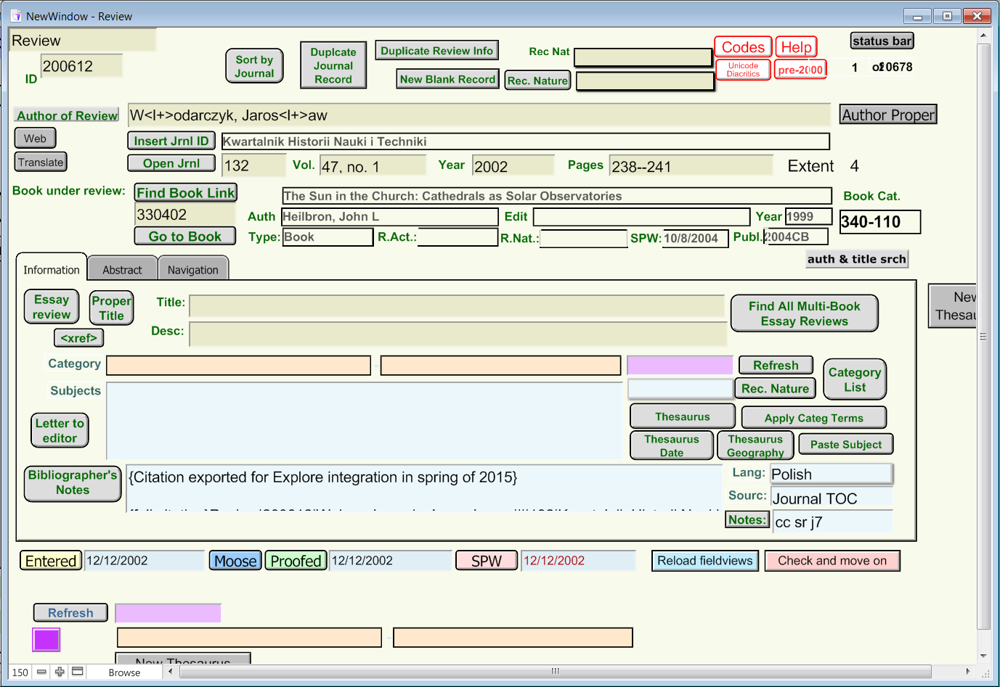 NewWindow - Review
Review
ID 200612
Sort by
Journal
Duplcate
Journal
Record
Duplicate Review Info
New Blank Record
Rec Nat
Rec. Nature
Codes
Help
Unicode
Diacritics
pre-2000
status bar
1 of 20678
Author of Review
W<l+>odarczyk, Jaros<l+>aw
Author Proper
Web
Insert Jrnl ID
Kwartalnik Historii Nauki i Techniki
Translate
Open Jrnl
132
Vol. 47, no. 1
Year 2002
Pages 238--241
Extent 4
Book under review:
Find Book Link
The Sun in the Church: Cathedrals as Solar Observatories
Book Cat.
330402
Auth Heilbron, John L
Edit
Year 1999
340-110
Go to Book
Type: Book
R.Act.:
R.Nat.:
SPW: 10/8/2004
Publ. 2004CB
auth & title srch
Information
Abstract
Navigation
Essay
review
Proper
Title
Title:
Find All Multi-Book
Essay Reviews
New
<xref>
Desc:
Category
Refresh
Category
List
Subjects
Rec. Nature
Letter to
editor
Thesaurus
Apply Categ Terms
Thesaurus
Date
Thesaurus
Geography
Paste Subject
Bibliographer's
Notes
{Citation exported for Explore integration in spring of 2015}
Lang: Polish
Sourc: Journal TOC
Notes: cc sr j7
Entered 12/12/2002
Moose
Proofed 12/12/2002
SPW 12/12/2002
Reload fieldviews
Check and move on
Refresh
New Thesaurus
150
Browse